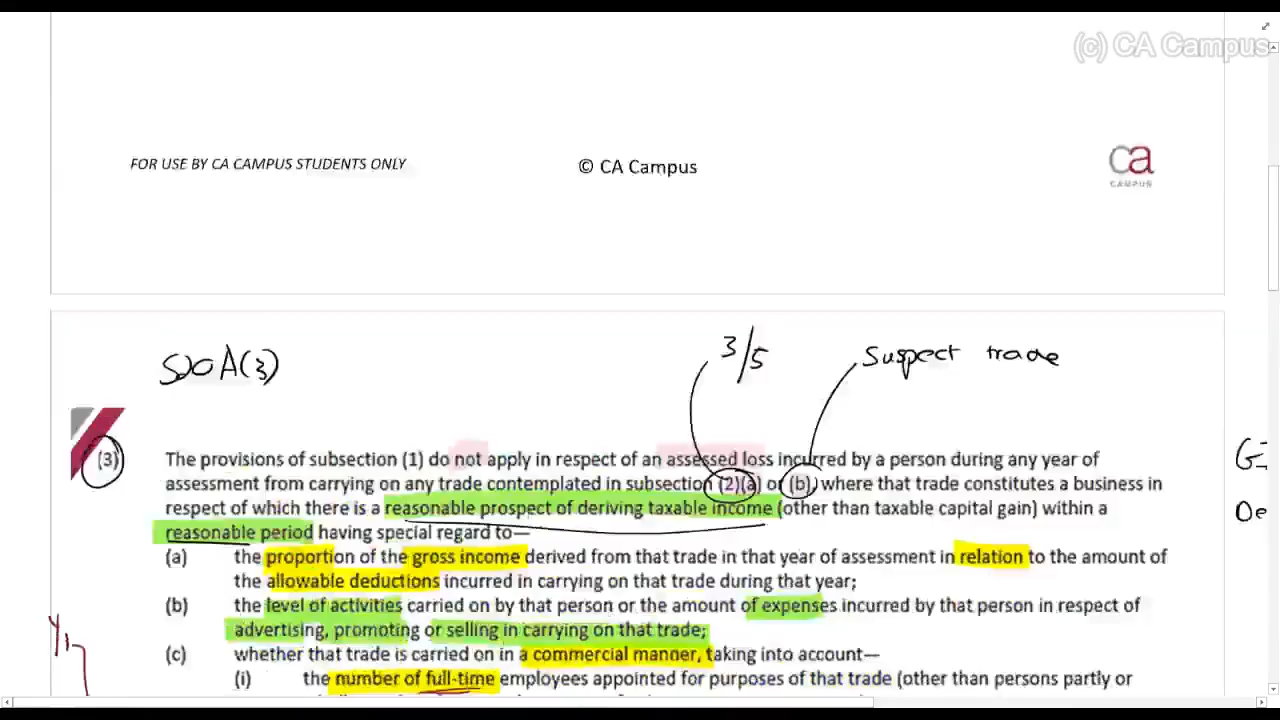 (c) CA Campus
FOR USE BY CA CAMPUS STUDENTS ONLY
© CA Campus
ca
CAMPUS
3/5
Suspect trade
A(3)
(3) The provisions of subsection (1) do not apply in respect of an assessed loss incurred by a person during any year of
assessment from carrying on any trade contemplated in subsection (2)(a) or (b), where that trade constitutes a business in
respect of which there is a reasonable prospect of deriving taxable income (other than taxable capital gain) within a
reasonable period having special regard to—
(a) the proportion of the gross income derived from that trade in that year of assessment in relation to the amount of
the allowable deductions incurred in carrying on that trade during that year;
(b) the level of activities carried on by that person or the amount of expenses incurred by that person in respect of
advertising, promoting or selling in carrying on that trade;
(c) whether that trade is carried on in a commercial manner, taking into account—
(i) the number of full-time employees appointed for purposes of that trade (other than persons partly or